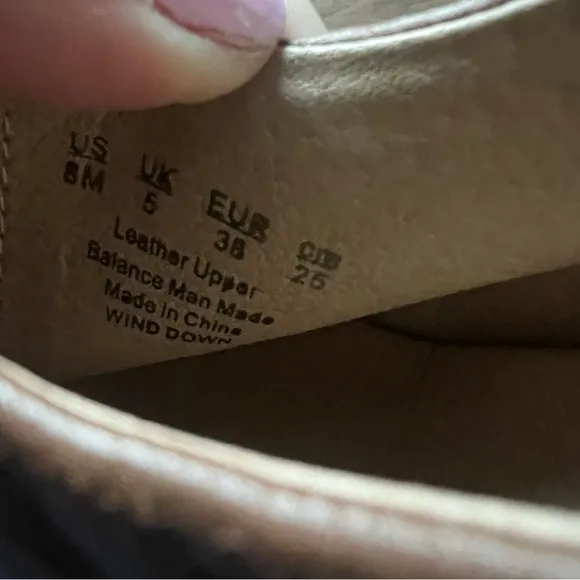 US UK EUR CM
8M 5 38 25
Leather Upper
Balance Man Made
Made in China
WIND DOWN